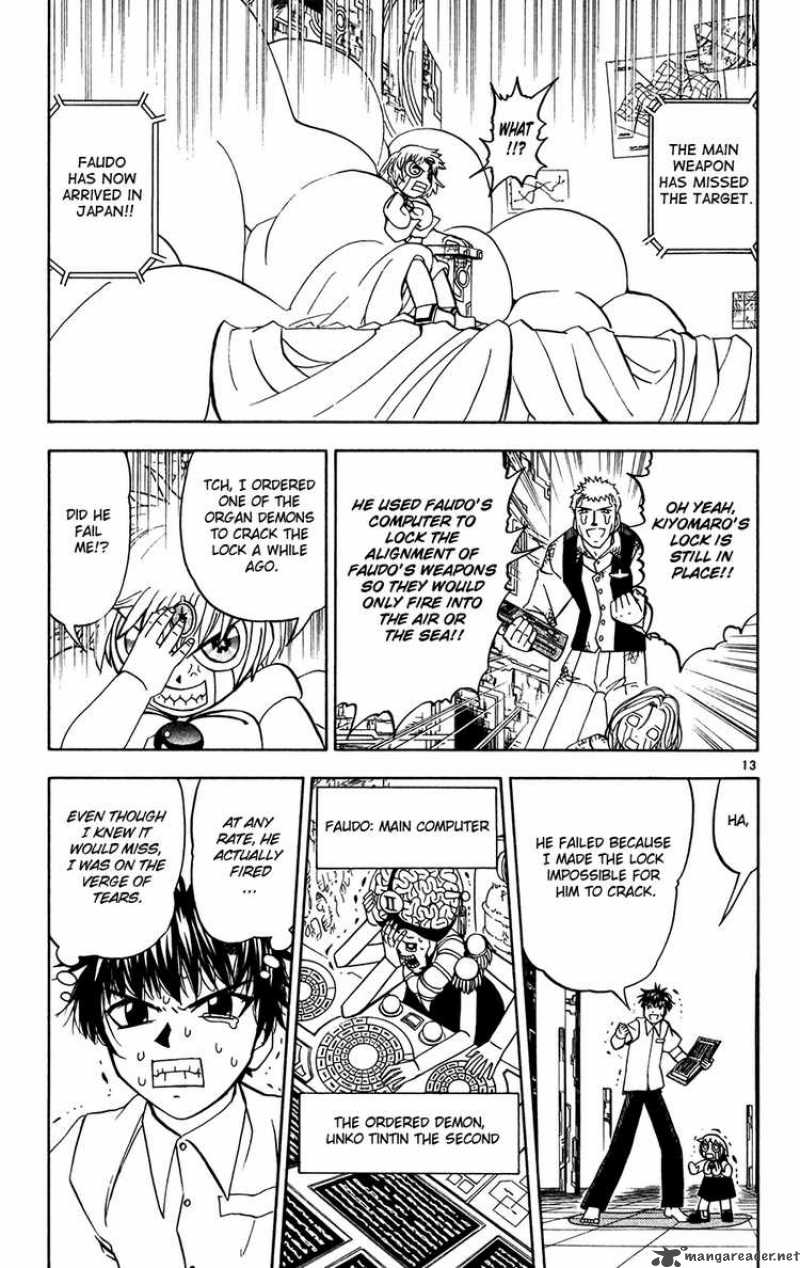 THE MAIN
WEAPON
HAS MISSED
THE TARGET.
WHAT
!!?
FAUDO
HAS NOW
ARRIVED IN
JAPAN!!
OH YEAH,
KIYOMARO'S
LOCK IS
STILL IN
PLACE!!
HE USED FAUDO'S
COMPUTER TO
LOCK THE
ALIGNMENT OF
FAUDO'S WEAPONS
SO THEY WOULD
ONLY FIRE INTO
THE AIR OR
THE SEA!!
TCH, I ORDERED
ONE OF THE
ORGAN DEMONS
TO CRACK THE
LOCK A WHILE
AGO.
DID HE
FAIL
ME!?
13
HA,
HE FAILED BECAUSE
I MADE THE LOCK
IMPOSSIBLE FOR
HIM TO CRACK.
FAUDO: MAIN COMPUTER
II
THE ORDERED DEMON,
UNKO TINTIN THE SECOND
AT ANY
RATE, HE
ACTUALLY
FIRED
...
EVEN THOUGH
I KNEW IT
WOULD MISS,
I WAS ON THE
VERGE OF
TEARS.
mangareader.net